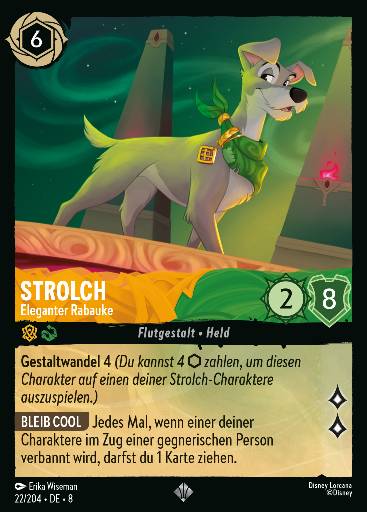 6
STROLCH
Eleganter Rabauke
2
8
Flutgestalt • Held
Gestaltwandel 4 (Du kannst 4 ⬡ zahlen, um diesen
Charakter auf einen deiner Strolch-Charaktere
auszuspielen.)
BLEIB COOL Jedes Mal, wenn einer deiner
Charaktere im Zug einer gegnerischen Person
verbannt wird, darfst du 1 Karte ziehen.
Erika Wiseman
Disney Lorcana
22/204 • DE • 8
©Disney